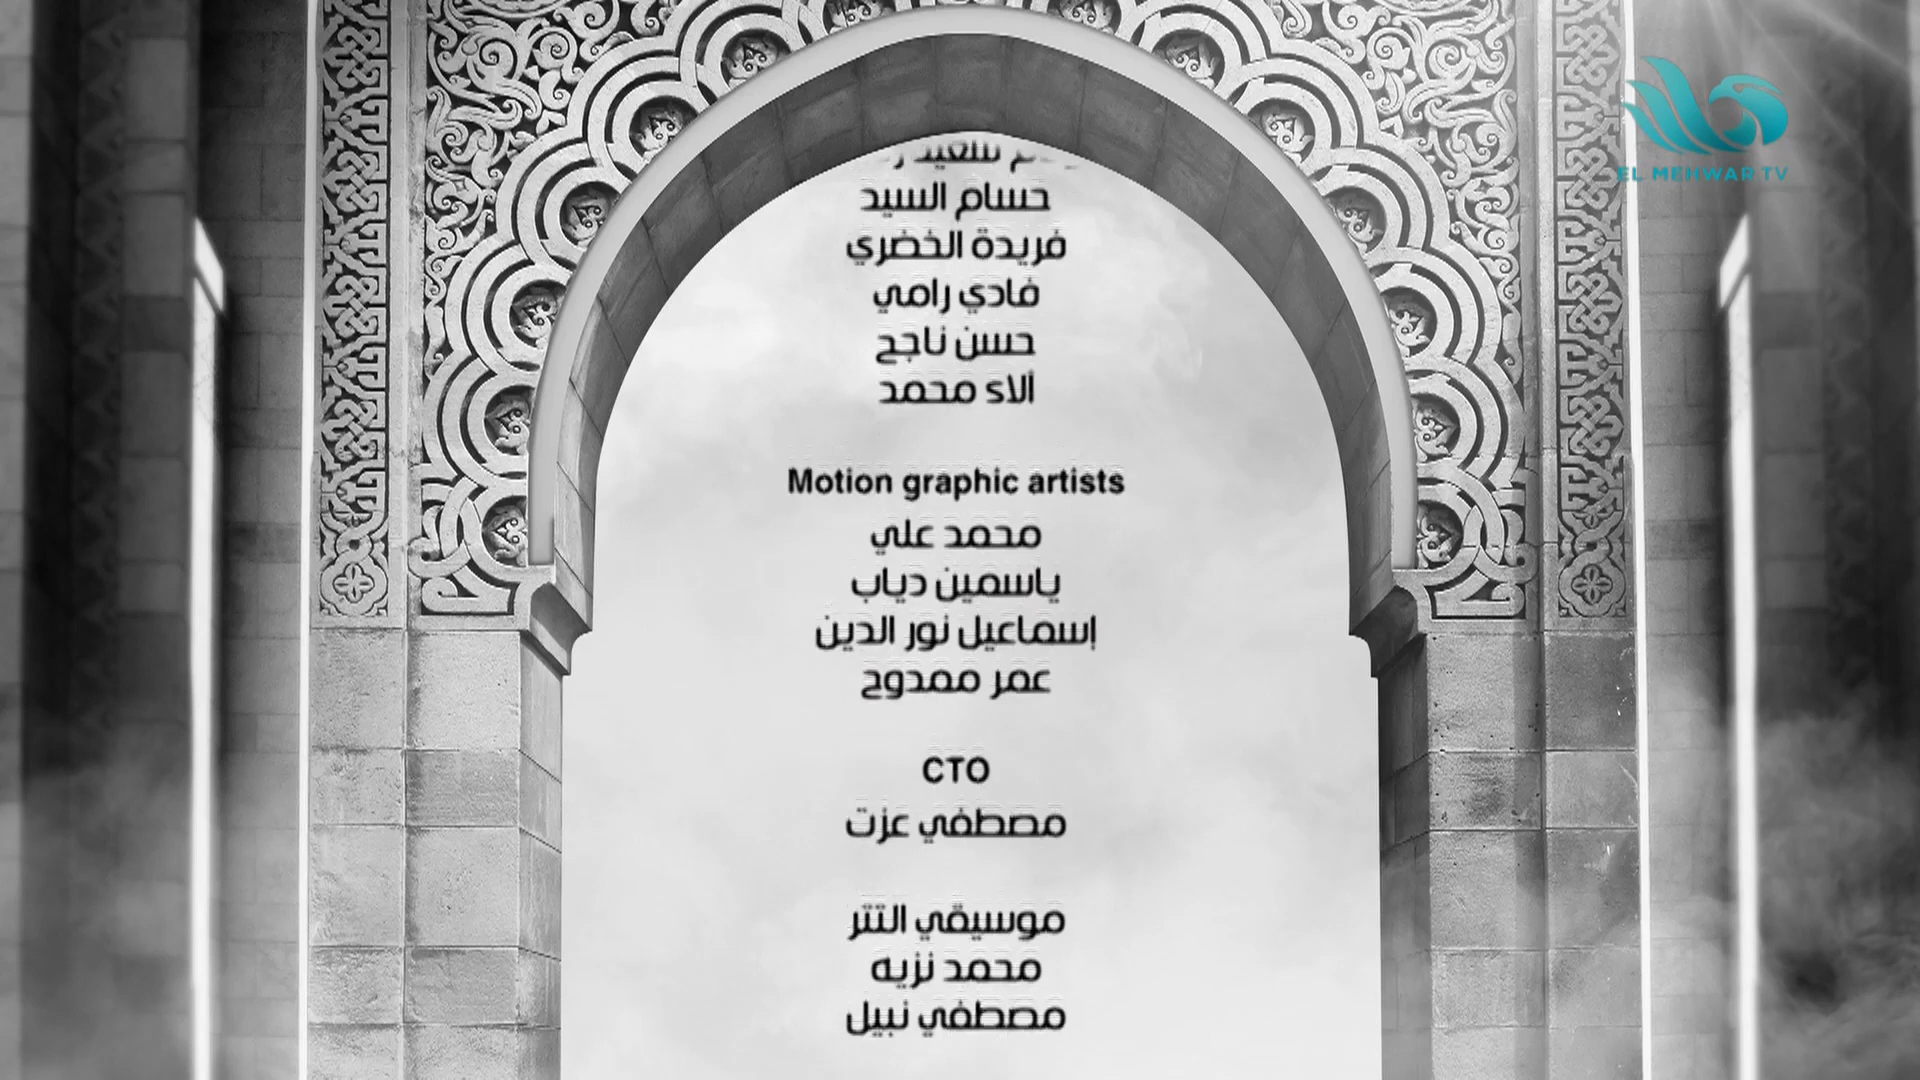 حسام السيد
فريدة الخضري
فادي رامي
حسن ناجح
ألاء محمد
Motion graphic artists
محمد علي
ياسمين دياب
إسماعيل نور الدين
عمر ممدوح
CTO
مصطفي عزت
موسيقي التتر
محمد نزيه
مصطفي نبيل
EL MEHWAR TV